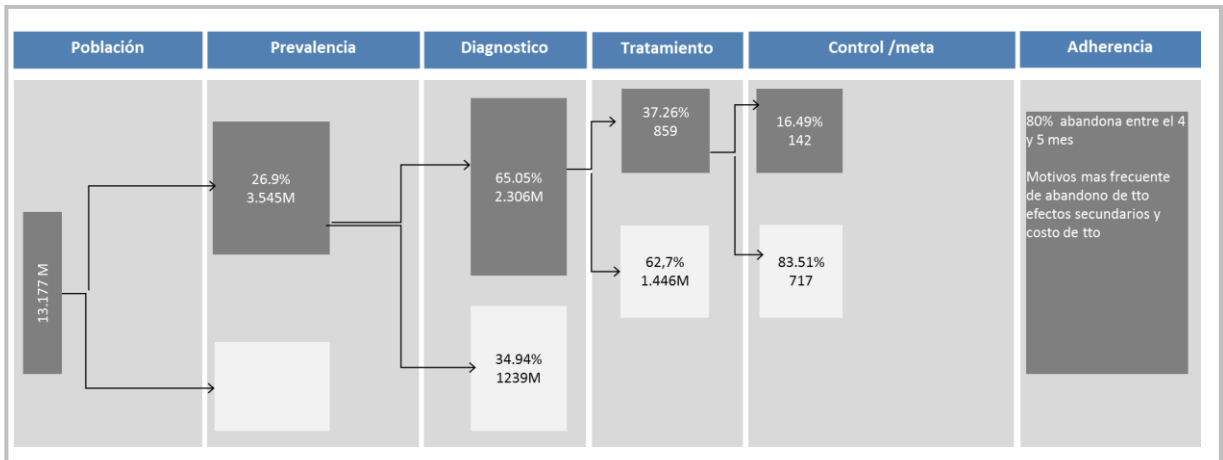 Población
Prevalencia
Diagnostico
Tratamiento
Control /meta
Adherencia
13.177 M
26.9%
3.545M
65.05%
2.306M
34.94%
1239M
37.26%
859
62,7%
1.446M
16.49%
142
83.51%
717
80% abandona entre el 4
y 5 mes
Motivos mas frecuente
de abandono de tto
efectos secundarios y
costo de tto